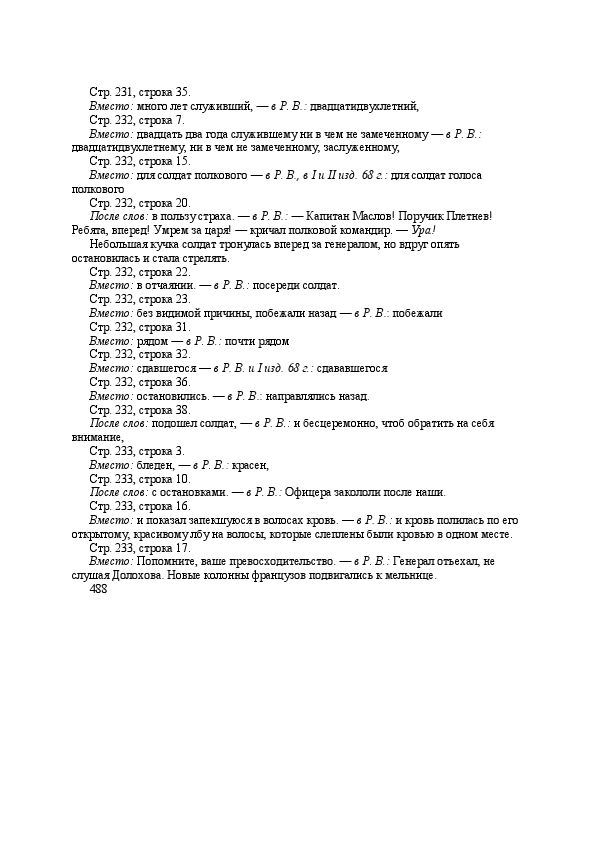 Стр. 231, строка 35.
Вместо: много лет служивший, — в Р. В.: двадцатидвухлетний,
Стр. 232, строка 7.
Вместо: двадцать два года служившему ни в чем не замеченному — в Р. В.:
двадцатидвухлетнему, ни в чем не замеченному, заслуженному,
Стр. 232, строка 15.
Вместо: для солдат полкового — в Р. В., в I и II изд. 68 г.: для солдат голоса
полкового
Стр. 232, строка 20.
После слов: в пользу страха. — в Р. В.: — Капитан Маслов! Поручик Плетнев!
Ребята, вперед! Умрем за царя! — кричал полковой командир. — Ура!
Небольшая кучка солдат тронулась вперед за генералом, но вдруг опять
остановилась и стала стрелять.
Стр. 232, строка 22.
Вместо: в отчаянии. — в Р. В.: посереди солдат.
Стр. 232, строка 23.
Вместо: без видимой причины, побежали назад — в Р. В.: побежали
Стр. 232, строка 31.
Вместо: рядом — в Р. В.: почти рядом
Стр. 232, строка 32.
Вместо: сдавшегося — в Р. В. и I изд. 68 г.: сдававшегося
Стр. 232, строка 36.
Вместо: остановились. — в Р. В.: направлялись назад.
Стр. 232, строка 38.
После слов: подошел солдат, — в Р. В.: и бесцеремонно, чтоб обратить на себя
внимание,
Стр. 233, строка 3.
Вместо: бледен, — в Р. В.: красен,
Стр. 233, строка 10.
После слов: с остановками. — в Р. В.: Офицера закололи после наши.
Стр. 233, строка 16.
Вместо: и показал запекшуюся в волосах кровь. — в Р. В.: и кровь полилась по его
открытому, красивому лбу на волосы, которые слеплены были кровью в одном месте.
Стр. 233, строка 17.
Вместо: Попомните, ваше превосходительство. — в Р. В.: Генерал отъехал, не
слушая Долохова. Новые колонны французов подвигались к мельнице.
488